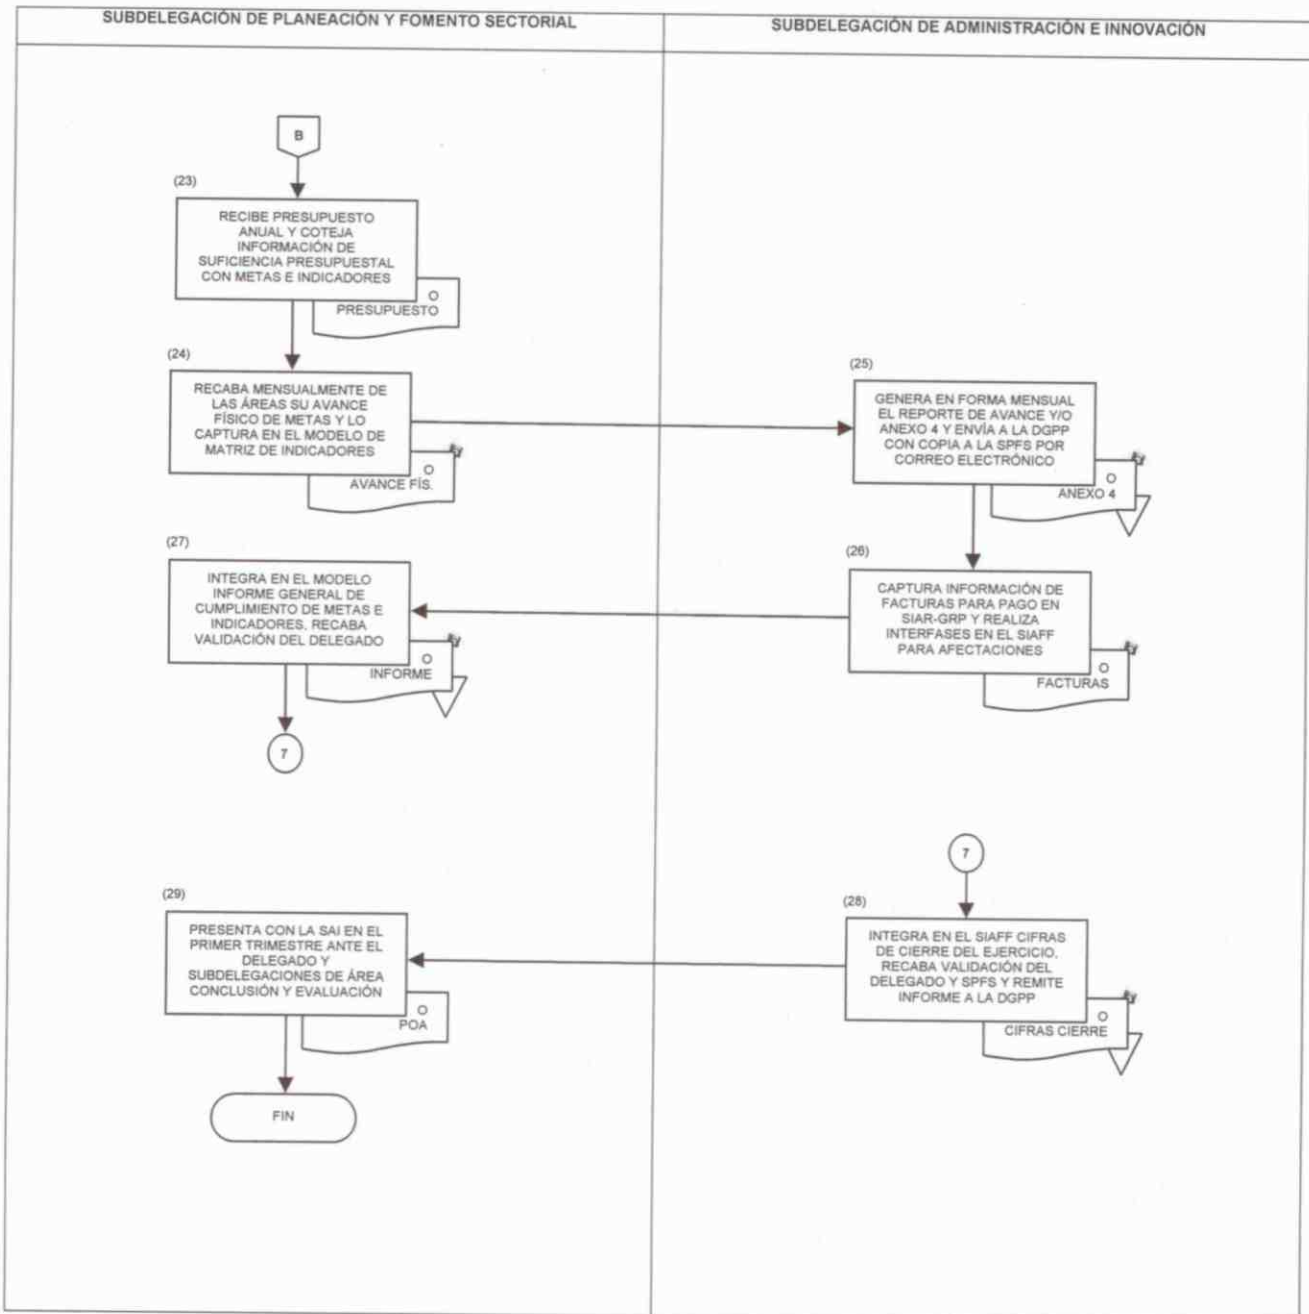 SUBDELEGACIÓN DE PLANEACIÓN Y FOMENTO SECTORIAL
SUBDELEGACIÓN DE ADMINISTRACIÓN E INNOVACIÓN
B
(23)
RECIBE PRESUPUESTO
ANUAL Y COTEJA
INFORMACIÓN DE
SUFICIENCIA PRESUPUESTAL
CON METAS E INDICADORES
O
PRESUPUESTO
(24)
RECABA MENSUALMENTE DE
LAS ÁREAS SU AVANCE
FÍSICO DE METAS Y LO
CAPTURA EN EL MODELO DE
MATRIZ DE INDICADORES
O
AVANCE FÍS.
(25)
GENERA EN FORMA MENSUAL
EL REPORTE DE AVANCE Y/O
ANEXO 4 Y ENVÍA A LA DGPP
CON COPIA A LA SPFS POR
CORREO ELECTRÓNICO
O
ANEXO 4
(27)
INTEGRA EN EL MODELO
INFORME GENERAL DE
CUMPLIMIENTO DE METAS E
INDICADORES, RECABA
VALIDACIÓN DEL DELEGADO
O
INFORME
7
(26)
CAPTURA INFORMACIÓN DE
FACTURAS PARA PAGO EN
SIAR-GRP Y REALIZA
INTERFASES EN EL SIAFF
PARA AFECTACIONES
O
FACTURAS
7
(29)
PRESENTA CON LA SAI EN EL
PRIMER TRIMESTRE ANTE EL
DELEGADO Y
SUBDELEGACIONES DE ÁREA
CONCLUSIÓN Y EVALUACIÓN
O
POA
(28)
INTEGRA EN EL SIAFF CIFRAS
DE CIERRE DEL EJERCICIO,
RECABA VALIDACIÓN DEL
DELEGADO Y SPFS Y REMITE
INFORME A LA DGPP
O
CIFRAS CIERRE
FIN